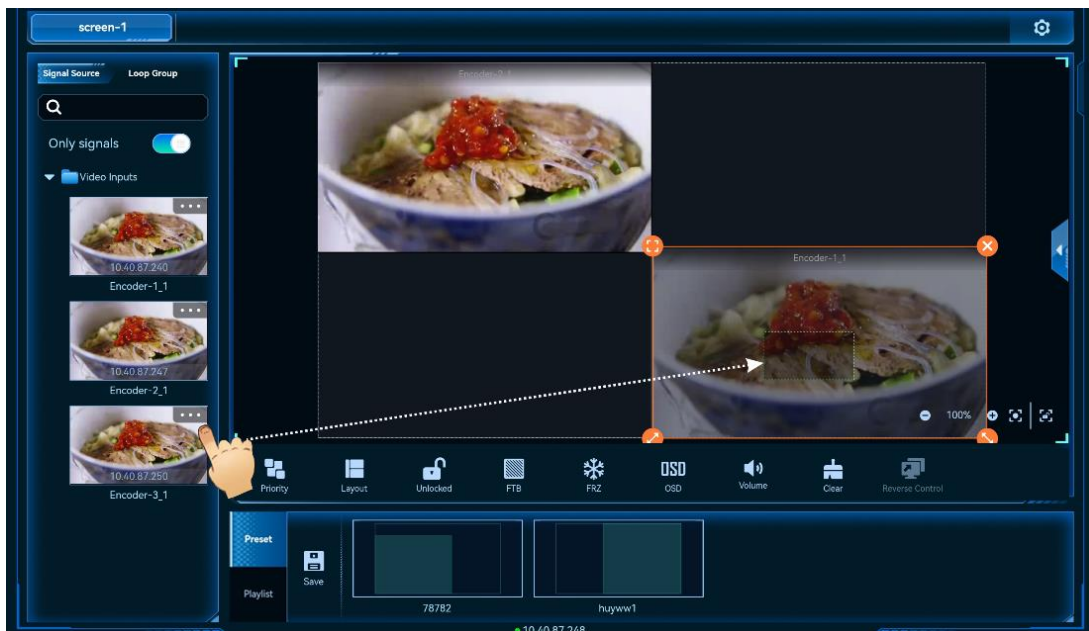 screen-1
Signal Source Loop Group
Only signals
Video Inputs
10.40.87.240
Encoder-1_1
10.40.87.247
Encoder-2_1
10.40.87.250
Encoder-3_1
Encoder-2_1
Encoder-1_1
100%
Priority Layout Unlocked FTB FRZ OSD OSD Volume Clear Reverse Control
Preset
Playlist
Save
78782 huyww1
10.40.87.248